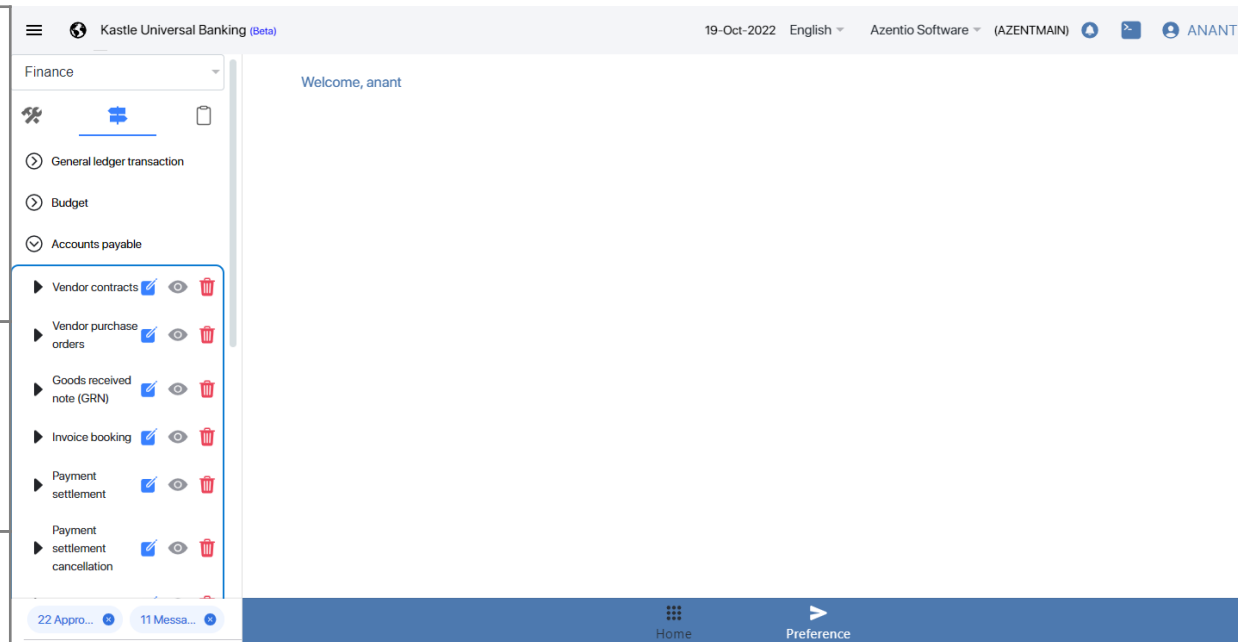 Kastle Universal Banking (Beta)
19-Oct-2022 English Azentio Software (AZENTMAIN) ANANT
Finance
Welcome, anant
General ledger transaction
Budget
Accounts payable
Vendor contracts
Vendor purchase
orders
Goods received
note (GRN)
Invoice booking
Payment
settlement
Payment
settlement
cancellation
22 Appro...
11 Messa...
Home
Preference